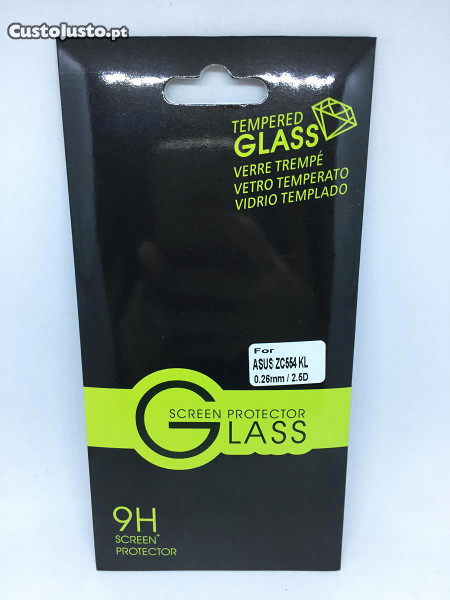 CustoJusto.pt
TEMPERED
GLASS
VERRE TREMPÉ
VETRO TEMPERATO
VIDRIO TEMPLADO
For
ASUS ZC554 KL
0.26mm / 2.5D
SCREEN PROTECTOR
GLASS
9H
SCREEN+
PROTECTOR